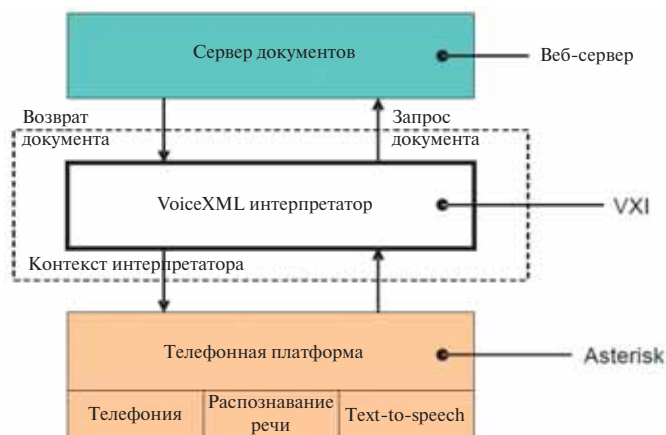 Сервер документов
Веб-сервер
Возврат
документа
Запрос
документа
VoiceXML интерпретатор
VXI
Контекст интерпретатора
Телефонная платформа
Asterisk
Телефония
Распознавание
речи
Text-to-speech